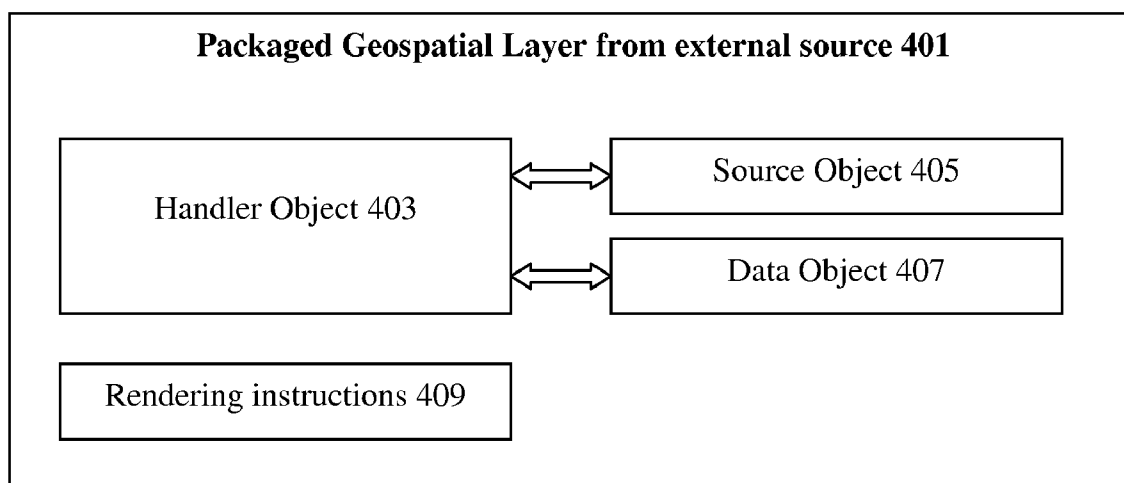 Packaged Geospatial Layer from external source 401
Handler Object 403
Source Object 405
Data Object 407
Rendering instructions 409